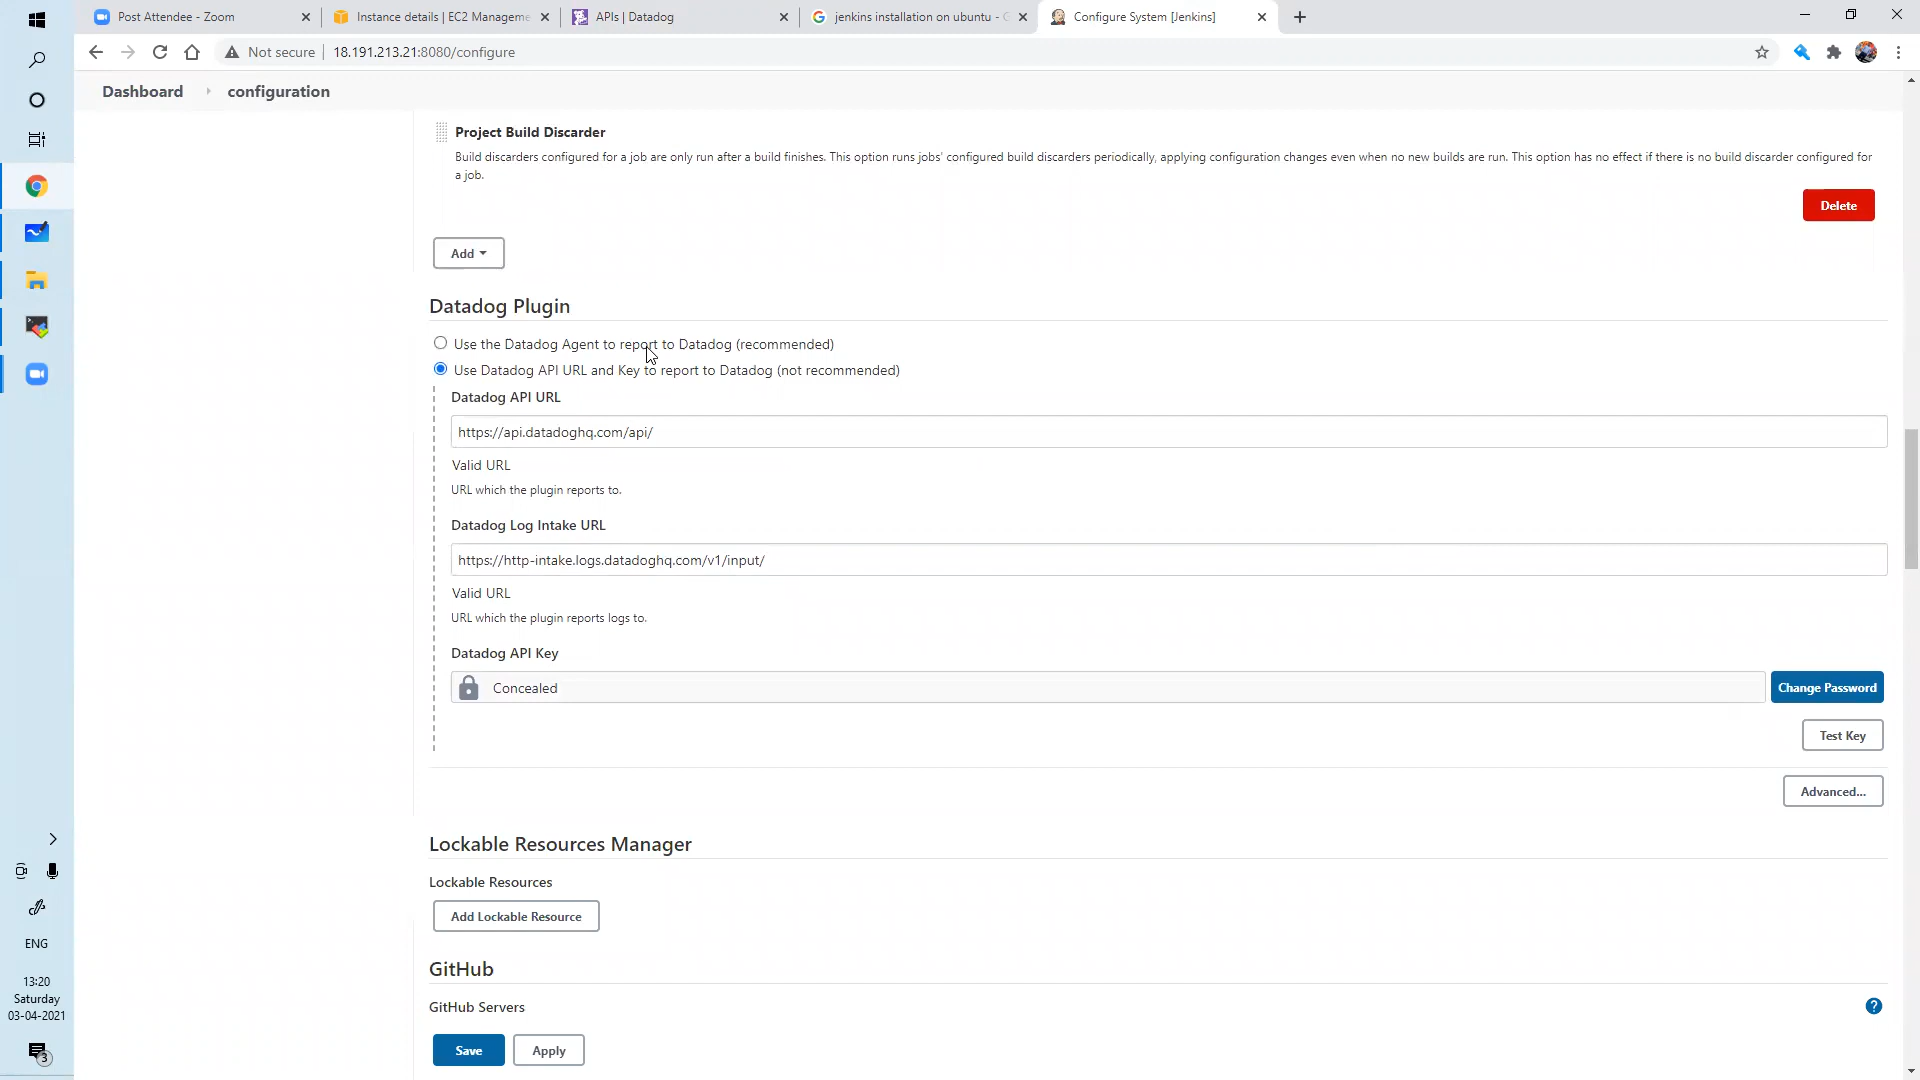 Post Attendee - Zoom
Instance details | EC2 Manageme
APIs | Datadog
jenkins installation on ubuntu - G
Configure System [Jenkins]
Not secure
18.191.213.21:8080/configure
Dashboard
configuration
Project Build Discarder
Build discarders configured for a job are only run after a build finishes. This option runs jobs' configured build discarders periodically, applying configuration changes even when no new builds are run. This option has no effect if there is no build discarder configured for
a job.
Delete
Add
Datadog Plugin
Use the Datadog Agent to report to Datadog (recommended)
Use Datadog API URL and Key to report to Datadog (not recommended)
Datadog API URL
https://api.datadoghq.com/api/
Valid URL
URL which the plugin reports to.
Datadog Log Intake URL
https://http-intake.logs.datadoghq.com/v1/input/
Valid URL
URL which the plugin reports logs to.
Datadog API Key
Concealed
Change Password
Test Key
Advanced...
Lockable Resources Manager
Lockable Resources
Add Lockable Resource
GitHub
GitHub Servers
?
Save
Apply
ENG
13:20
Saturday
03-04-2021
3